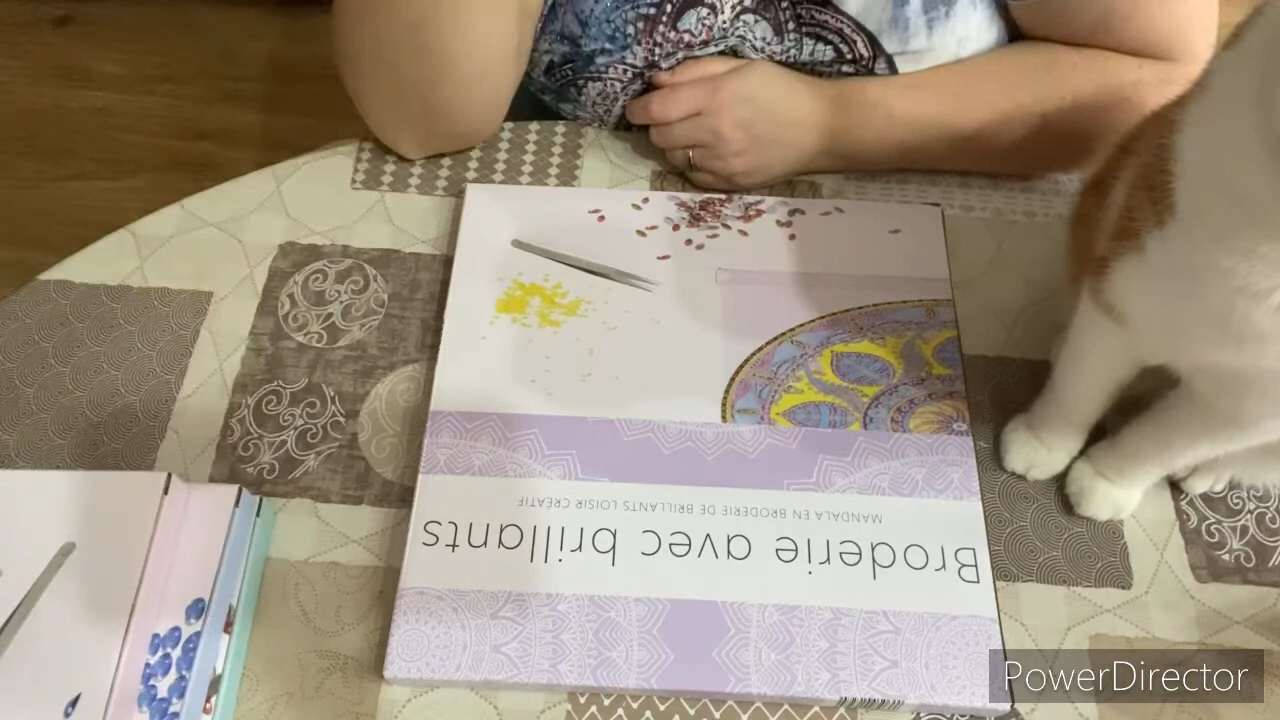 Broderie avec brillants
MANDALA EN BRODERIE DE BRILLANTS LOISIR CRÉATIF
PowerDirector